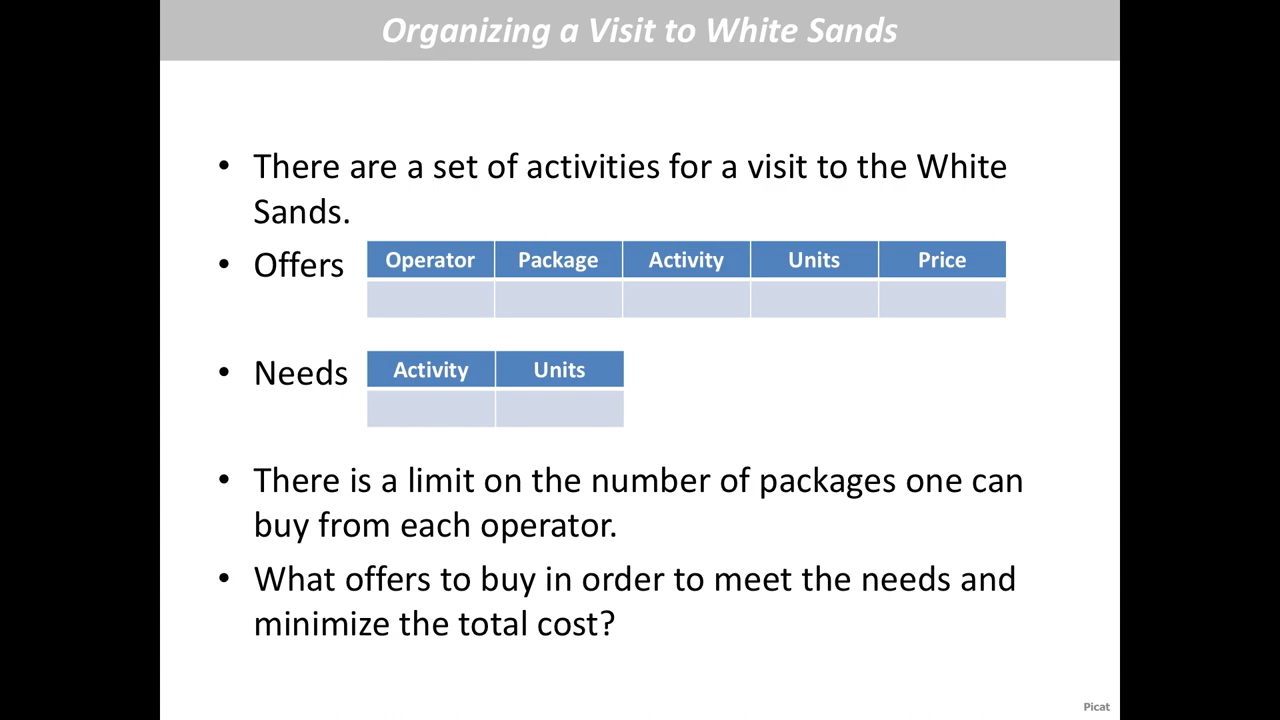 Organizing a Visit to White Sands
• There are a set of activities for a visit to the White
Sands.
• Offers
Operator Package Activity Units Price
• Needs
Activity Units
• There is a limit on the number of packages one can
buy from each operator.
• What offers to buy in order to meet the needs and
minimize the total cost?
Picat